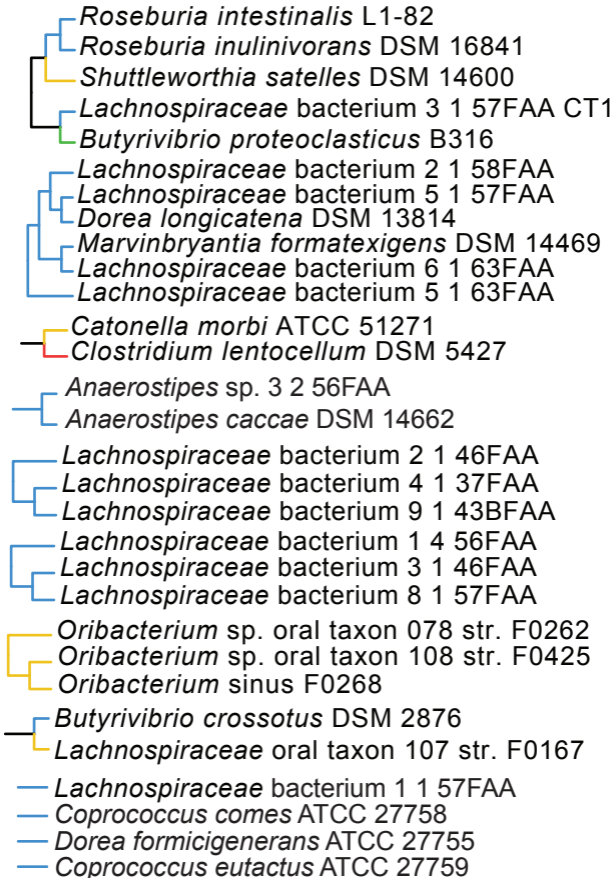 Roseburia intestinalis L1-82
Roseburia inulinivorans DSM 16841
Shuttleworthia satelles DSM 14600
Lachnospiraceae bacterium 3 1 57FAA CT1
Butyrivibrio proteoclasticus B316
Lachnospiraceae bacterium 2 1 58FAA
Lachnospiraceae bacterium 5 1 57FAA
Dorea longicatena DSM 13814
Marvinbryantia formatexigens DSM 14469
Lachnospiraceae bacterium 6 1 63FAA
Lachnospiraceae bacterium 5 1 63FAA
Catonella morbi ATCC 51271
Clostridium lentocellum DSM 5427
Anaerostipes sp. 3 2 56FAA
Anaerostipes caccae DSM 14662
Lachnospiraceae bacterium 2 1 46FAA
Lachnospiraceae bacterium 4 1 37FAA
Lachnospiraceae bacterium 9 1 43BFAA
Lachnospiraceae bacterium 1 4 56FAA
Lachnospiraceae bacterium 3 1 46FAA
Lachnospiraceae bacterium 8 1 57FAA
Oribacterium sp. oral taxon 078 str. F0262
Oribacterium sp. oral taxon 108 str. F0425
Oribacterium sinus F0268
Butyrivibrio crossotus DSM 2876
Lachnospiraceae oral taxon 107 str. F0167
Lachnospiraceae bacterium 1 1 57FAA
Coprococcus comes ATCC 27758
Dorea formicigenerans ATCC 27755
Coprococcus eutactus ATCC 27759